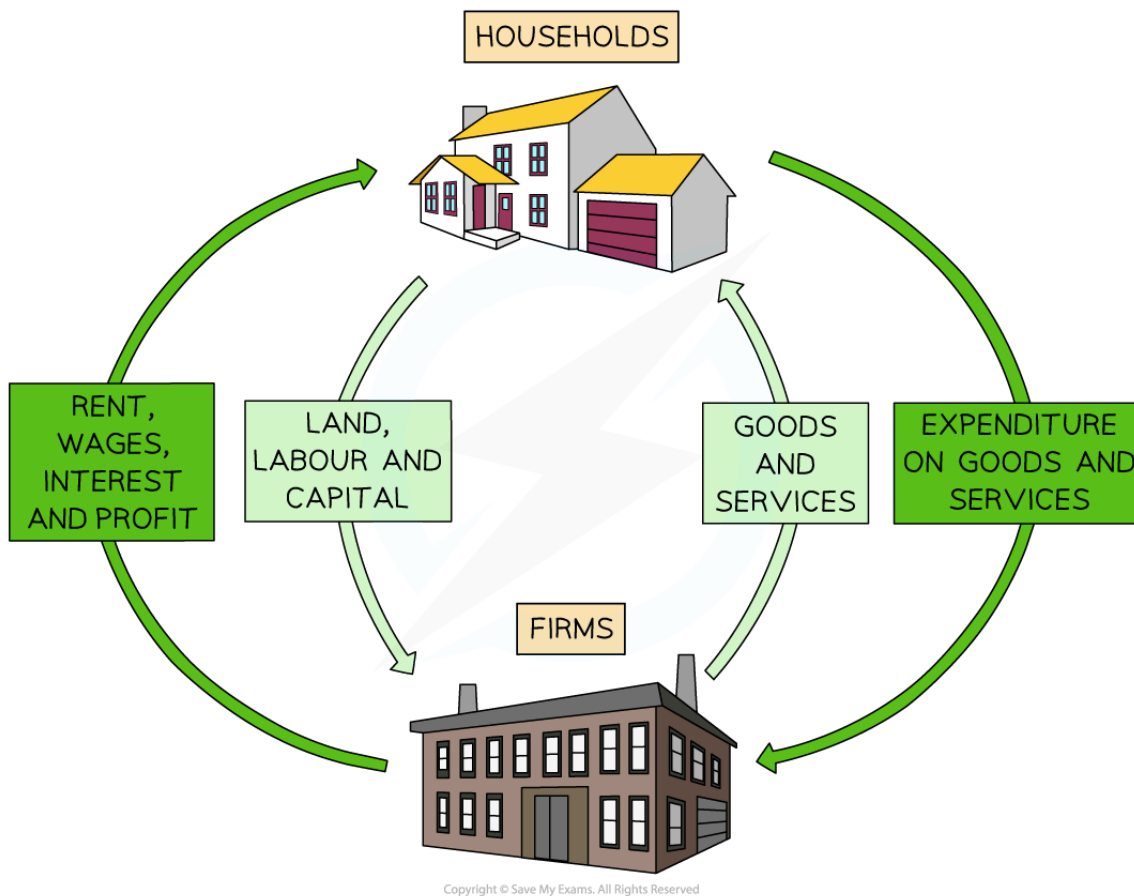 HOUSEHOLDS
RENT,
WAGES,
INTEREST
AND PROFIT
LAND,
LABOUR AND
CAPITAL
GOODS
AND
SERVICES
EXPENDITURE
ON GOODS AND
SERVICES
FIRMS
Copyright © Save My Exams. All Rights Reserved